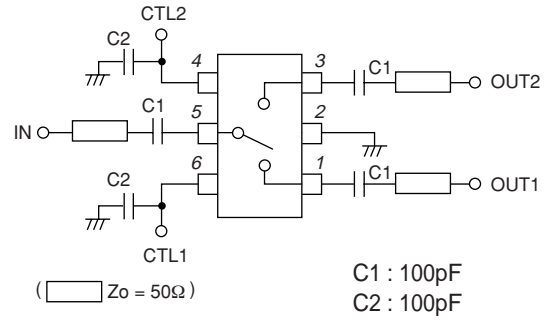 CTL2
C2
4
3
C1
OUT2
C1
5
2
IN
C2
6
1
C1
OUT1
CTL1
( Zo = 50Ω )
C1 : 100pF
C2 : 100pF